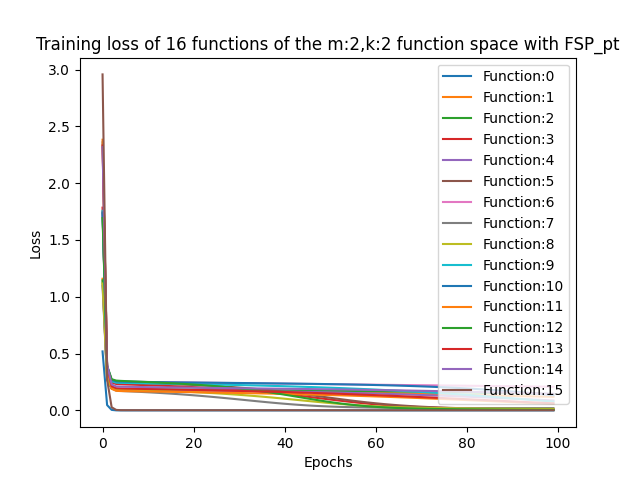 Training loss of 16 functions of the m:2,k:2 function space with FSP_pt
3.0
2.5
2.0
1.5
1.0
0.5
0.0
Loss
0
20
40
60
80
100
Epochs
Function:0
Function:1
Function:2
Function:3
Function:4
Function:5
Function:6
Function:7
Function:8
Function:9
Function:10
Function:11
Function:12
Function:13
Function:14
Function:15